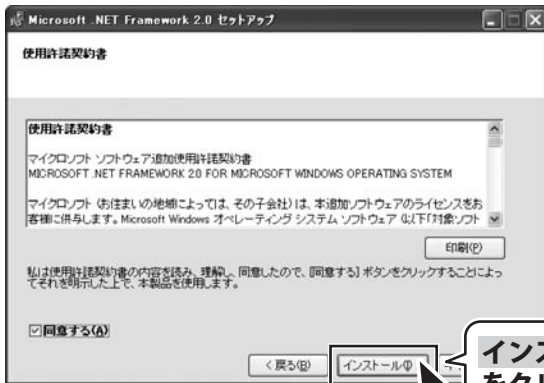 Microsoft .NET Framework 2.0 セットアップ
使用許諾契約書
使用許諾契約書
マイクロソフト ソフトウェア追加使用許諾契約書
MICROSOFT .NET FRAMEWORK 2.0 FOR MICROSOFT WINDOWS OPERATING SYSTEM
マイクロソフト (お住まいの地域によっては、その子会社) は、本追加ソフトウェアのライセンスをお
客様に供与します。Microsoft Windows オペレーティング システム ソフトウェア (以下「対象ソフト
印刷(P)
私は使用許諾契約書の内容を読み、理解し、同意したので、[同意する] ボタンをクリックすることによっ
てそれを明示した上で、本製品を使用します。
同意する(A)
< 戻る(B)
インストール(I)
インス
をクリ